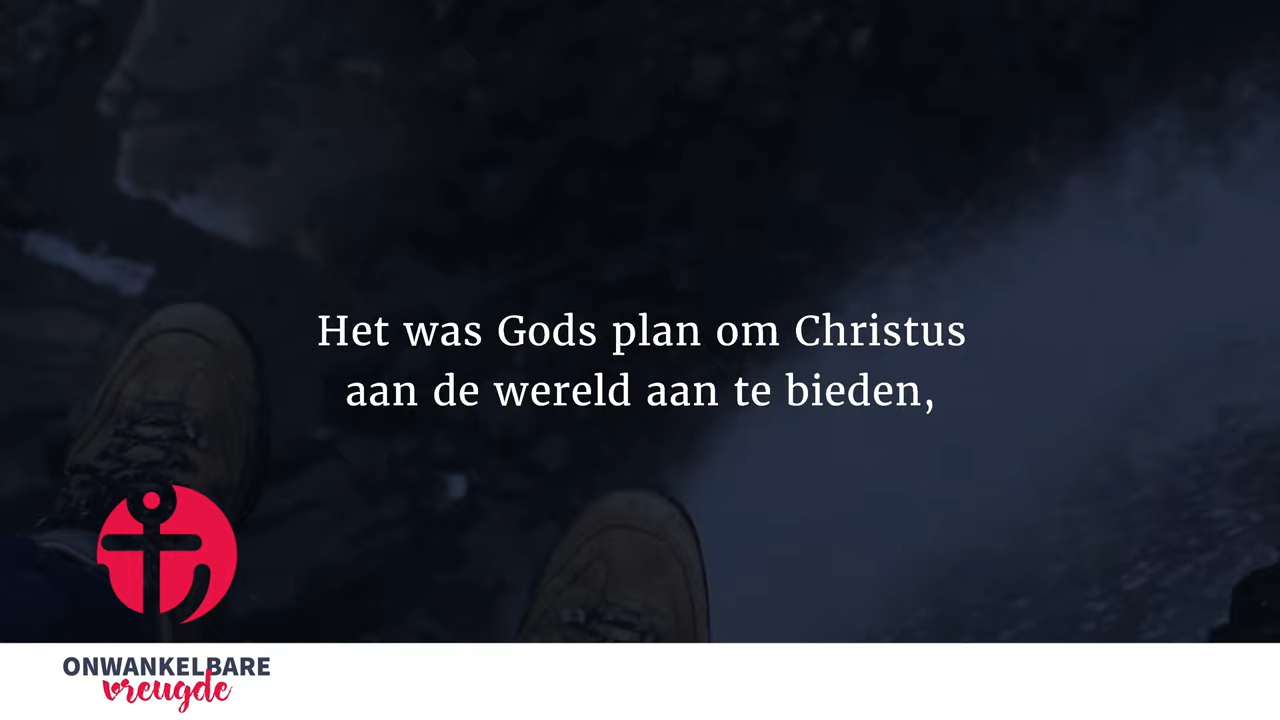 Het was Gods plan om Christus
aan de wereld aan te bieden,
ONWANKELBARE
vreugde